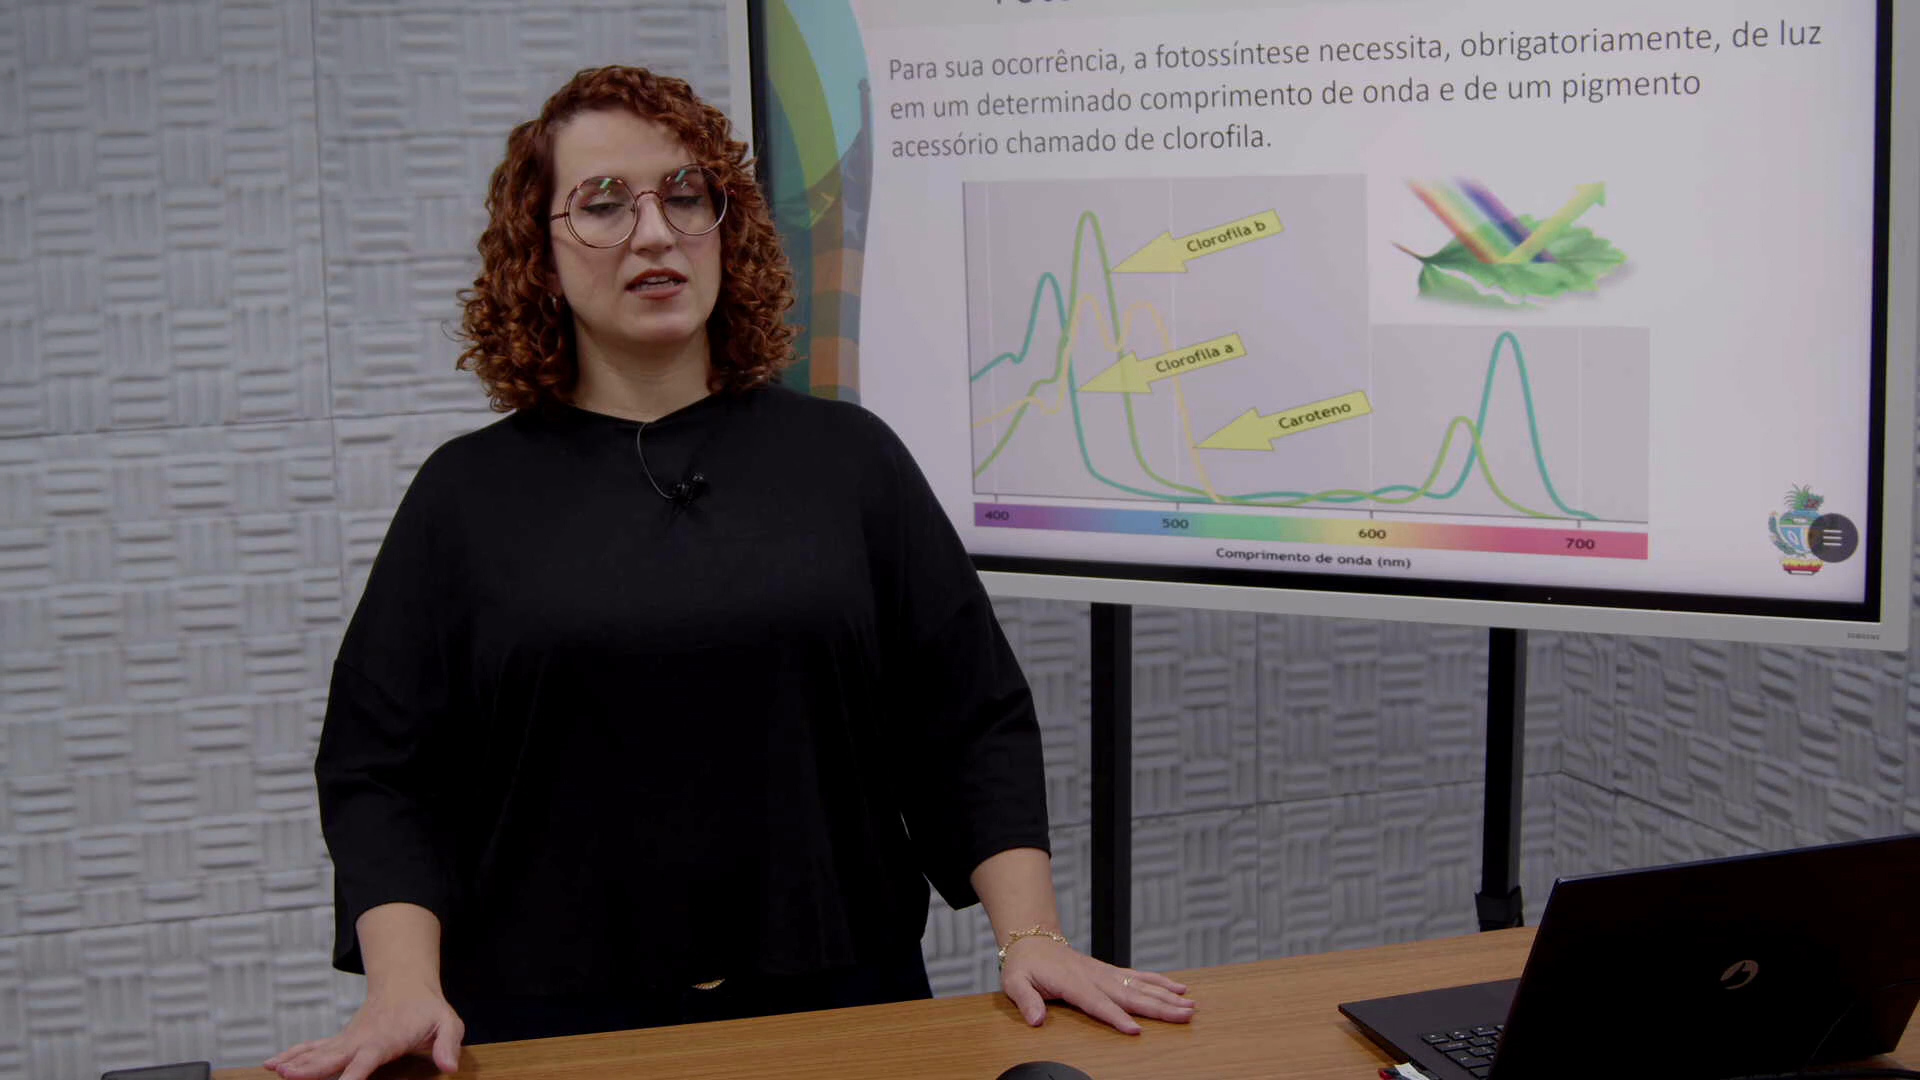 Para sua ocorrência, a fotossíntese necessita, obrigatoriamente, de luz
em um determinado comprimento de onda e de um pigmento
acessório chamado de clorofila.
Clorofila b
Clorofila a
Caroteno
400
500
600
700
Comprimento de onda (nm)
SAMSUNG